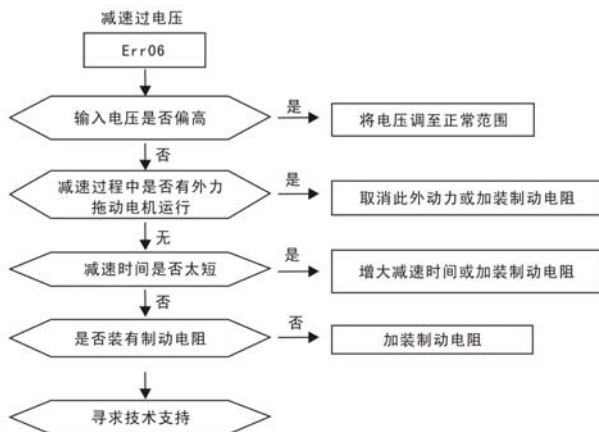 减速过电压
Err06
输入电压是否偏高
是
将电压调至正常范围
否
减速过程中是否有外力
拖动电机运行
是
取消此外动力或加装制动电阻
无
减速时间是否太短
是
增大减速时间或加装制动电阻
否
是否装有制动电阻
否
加装制动电阻
寻求技术支持